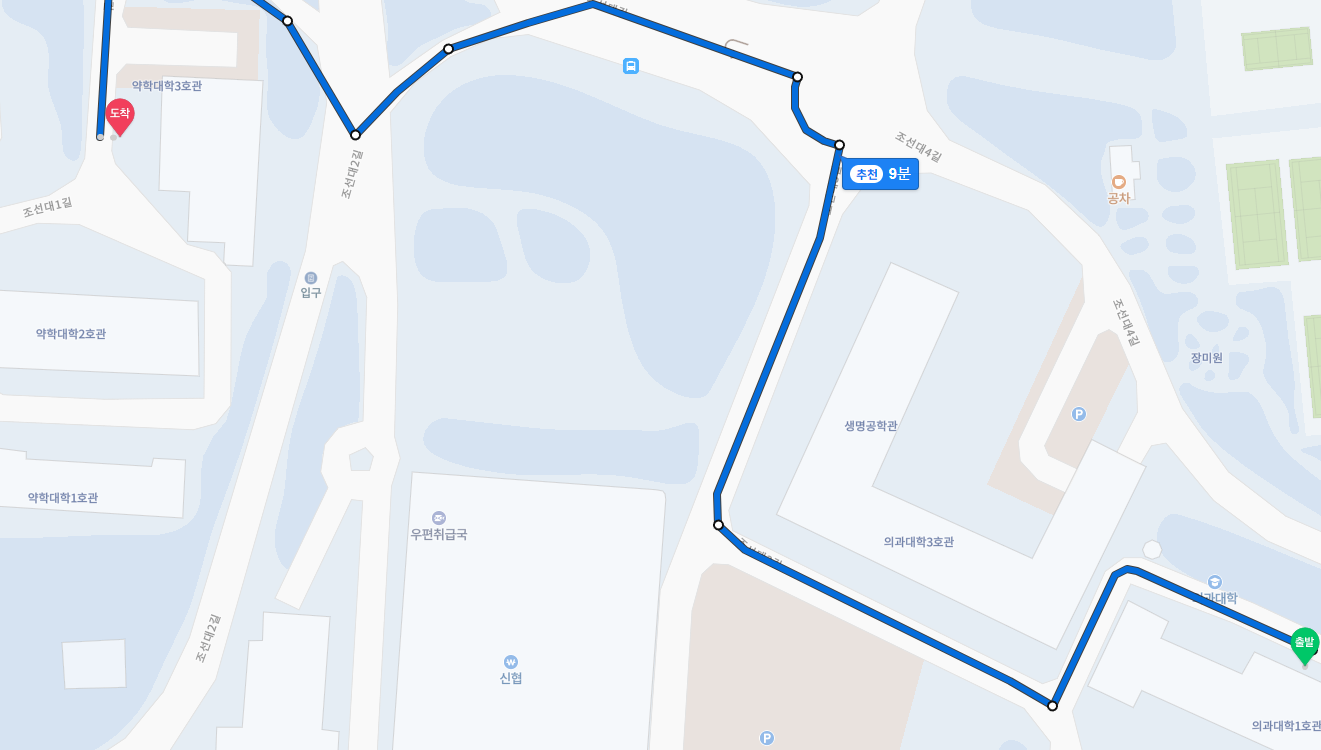 약학대학3호관
도착
조선대4길
조선대2길
추천 9분
공차
조선대1길
입구
조선대4길
약학대학2호관
장미원
P
생명공학관
약학대학1호관
우편취급국
의과대학3호관
출발
조선대2길
신협
의과대학1호관
P